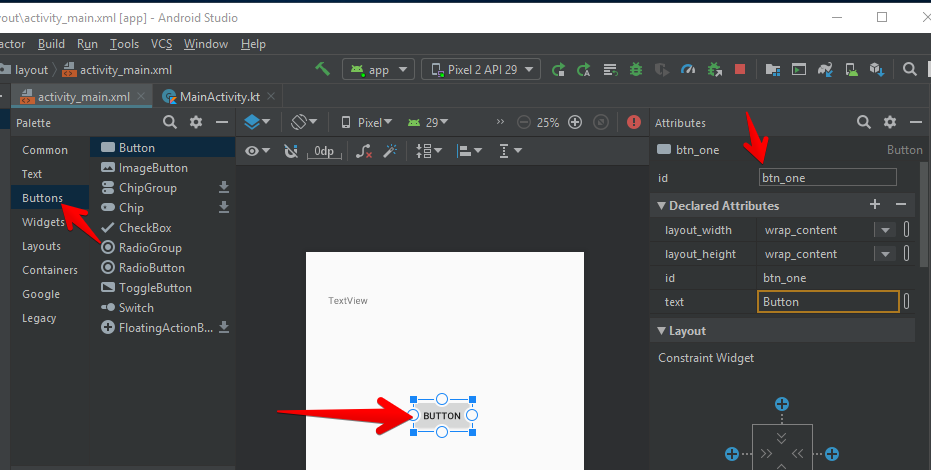 yout\activity_main.xml [app] - Android Studio
actor Build Run Tools VCS Window Help
layout activity_main.xml app Pixel 2 API 29
activity_main.xml MainActivity.kt
Palette Pixel 29 25% Attributes
Common Button btn_one Button
0dp
Text ImageButton
ChipGroup id btn_one
Buttons Chip
Declared Attributes
Widgets CheckBox layout_width wrap_content
Layouts RadioGroup layout_height wrap_content
Containers RadioButton id btn_one
Google ToggleButton text Button
Switch TextView
Legacy FloatingActionB... Layout
Constraint Widget
BUTTON